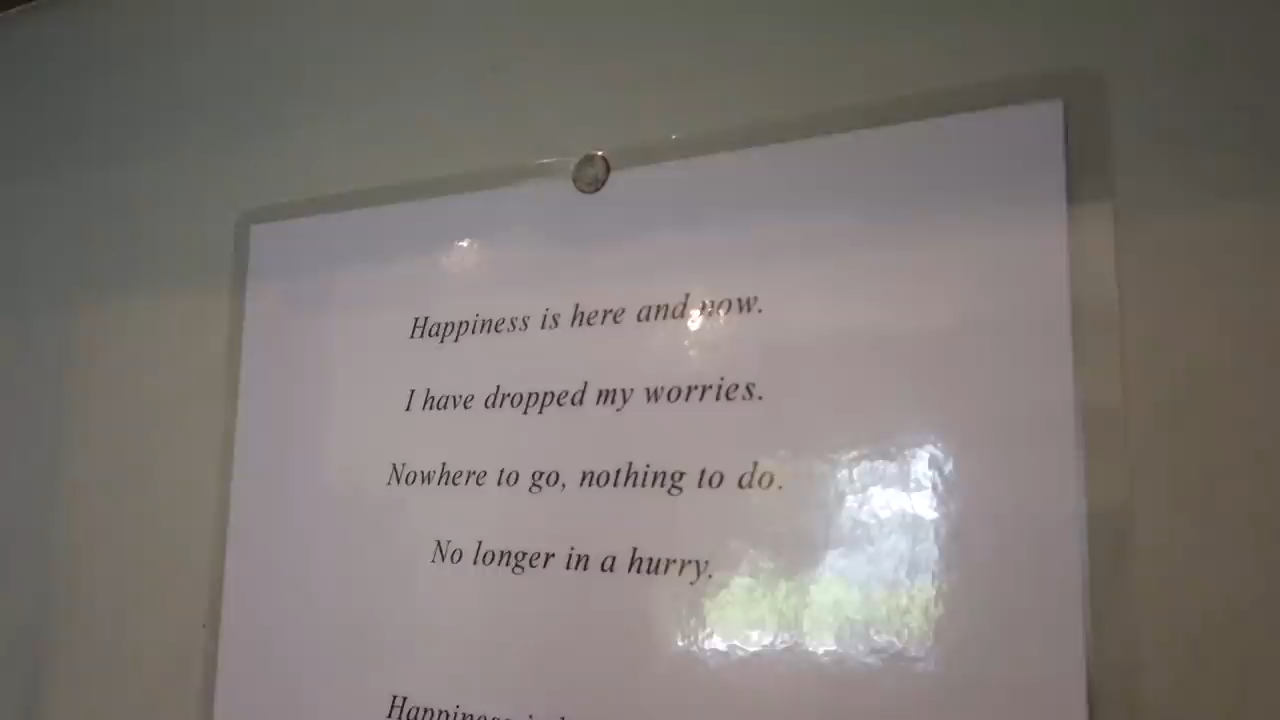 Happiness is here and now.
I have dropped my worries.
Nowhere to go, nothing to do.
No longer in a hurry.
Happiness